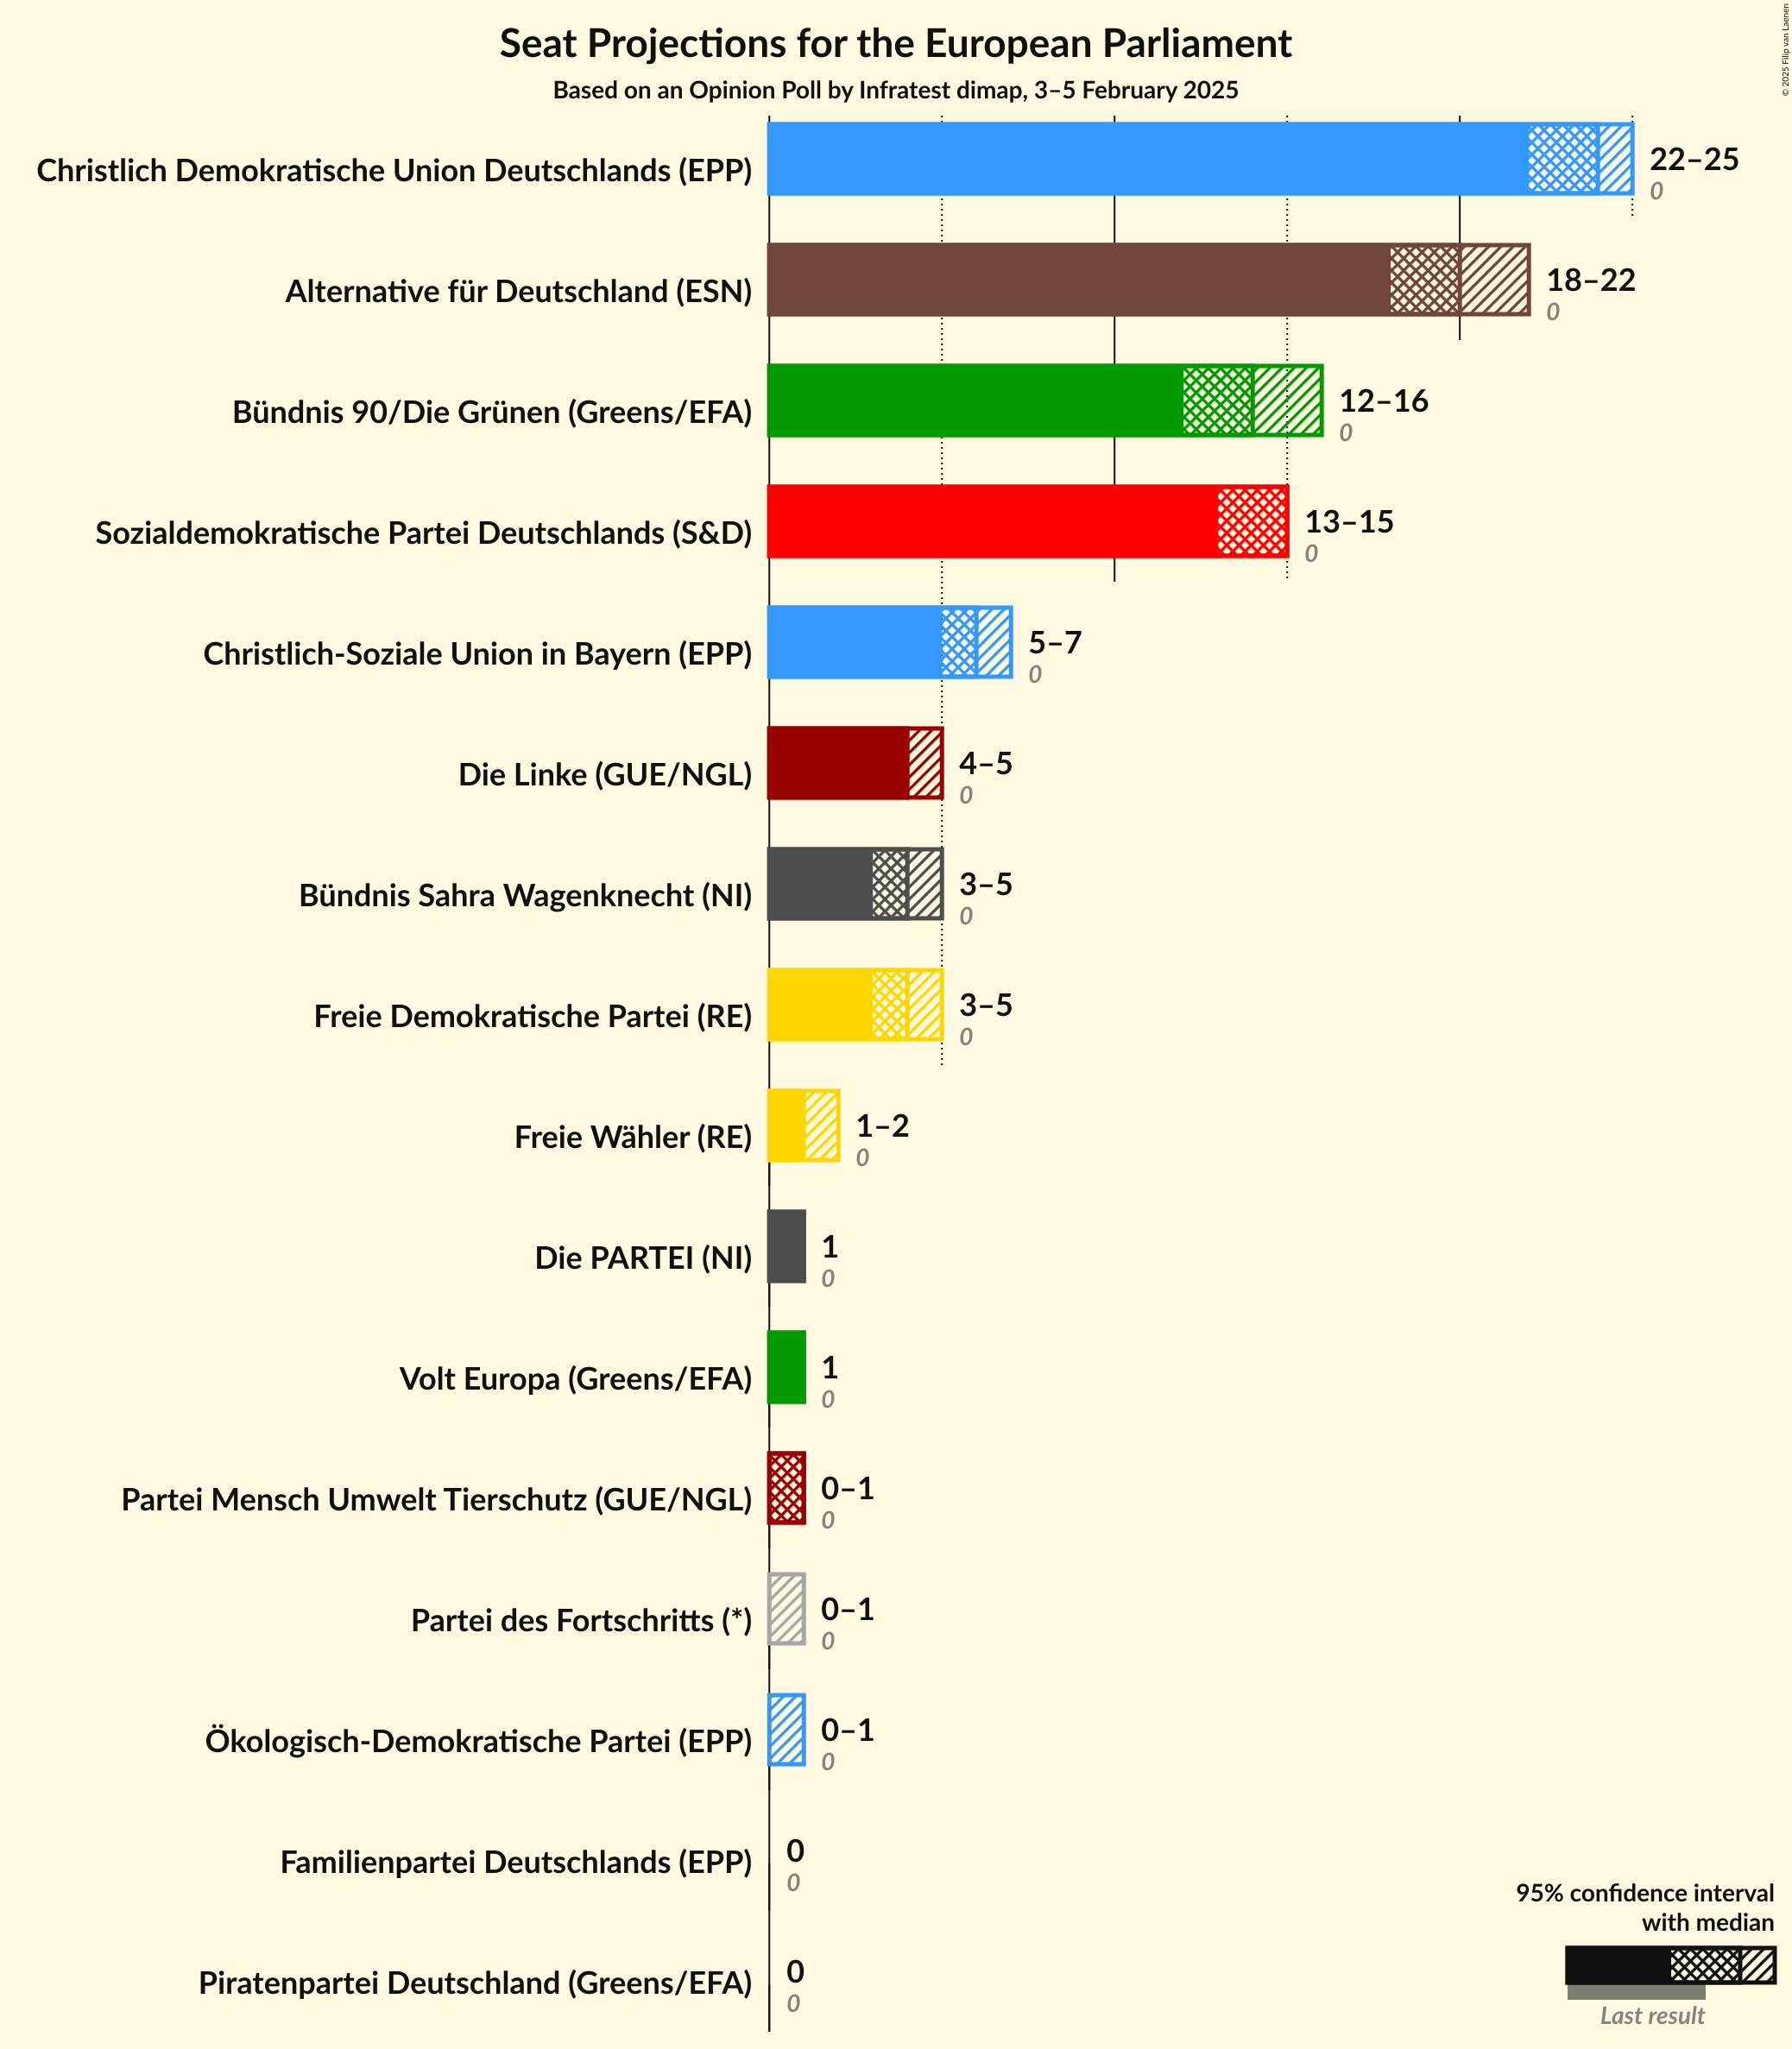 Seat Projections for the European Parliament
Based on an Opinion Poll by Infratest dimap, 3–5 February 2025
© 2025 Filip van Laenen
Christlich Demokratische Union Deutschlands (EPP)
22–25
0
Alternative für Deutschland (ESN)
18–22
0
Bündnis 90/Die Grünen (Greens/EFA)
12–16
0
Sozialdemokratische Partei Deutschlands (S&D)
13–15
0
Christlich-Soziale Union in Bayern (EPP)
5–7
0
Die Linke (GUE/NGL)
4–5
0
Bündnis Sahra Wagenknecht (NI)
3–5
0
Freie Demokratische Partei (RE)
3–5
0
Freie Wähler (RE)
1–2
0
Die PARTEI (NI)
1
0
Volt Europa (Greens/EFA)
1
0
Partei Mensch Umwelt Tierschutz (GUE/NGL)
0–1
0
Partei des Fortschritts (*)
0–1
0
Ökologisch-Demokratische Partei (EPP)
0–1
0
Familienpartei Deutschlands (EPP)
0
0
Piratenpartei Deutschland (Greens/EFA)
0
0
95% confidence interval
with median
Last result